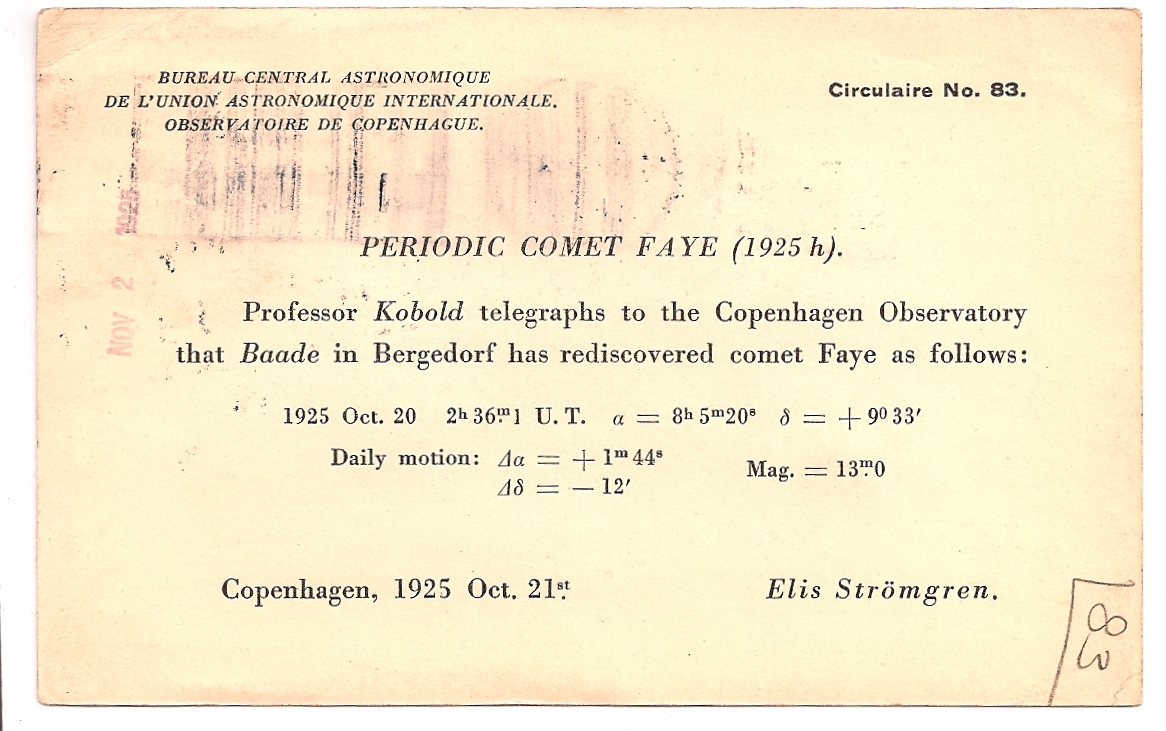 BUREAU CENTRAL ASTRONOMIQUE
DE L'UNION ASTRONOMIQUE INTERNATIONALE.
OBSERVATOIRE DE COPENHAGUE.
Circulaire No. 83.
NOV 2 1925
PERIODIC COMET FAYE (1925 h).
Professor Kobold telegraphs to the Copenhagen Observatory
that Baade in Bergedorf has rediscovered comet Faye as follows:
1925 Oct. 20 2ʰ 36ᵐ.1 U. T. α = 8ʰ 5ᵐ 20ˢ δ = + 9⁰ 33′
Daily motion: Δα = + 1ᵐ 44ˢ
Δδ = — 12′
Mag. = 13ᵐ.0
Copenhagen, 1925 Oct. 21ˢᵗ.
Elis Strömgren.
83